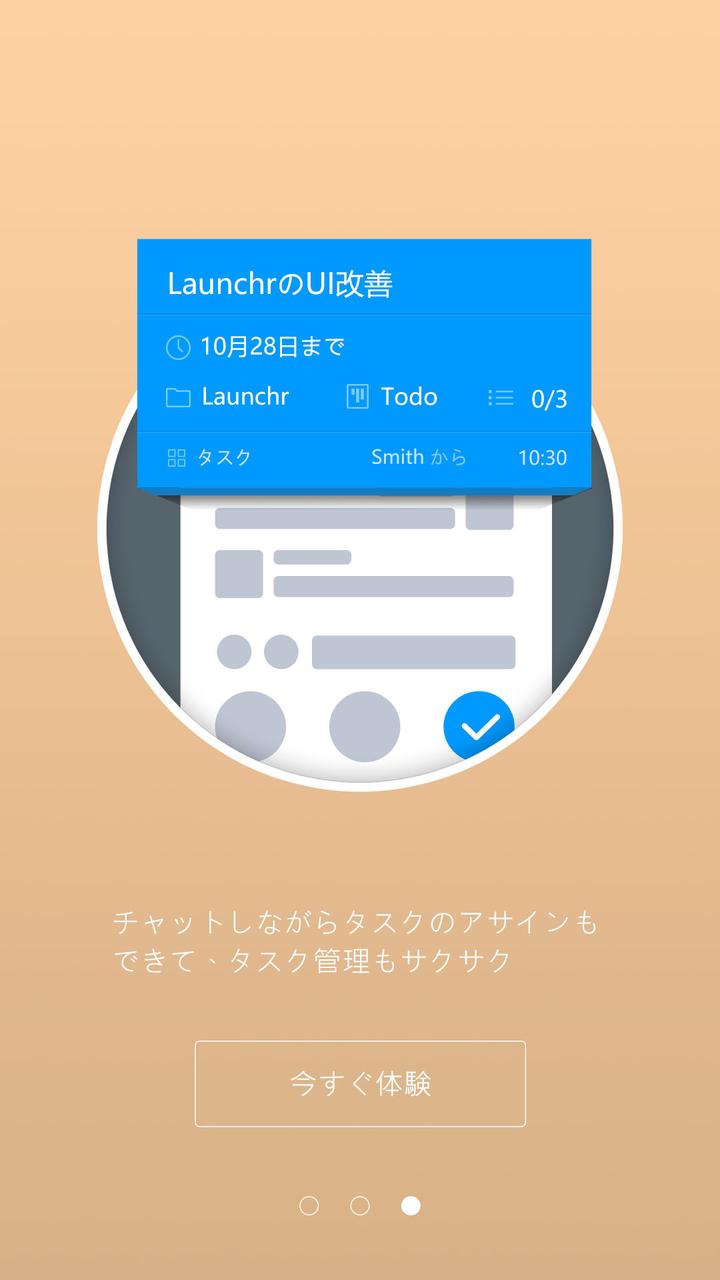 LaunchrのUI改善
10月28日まで
Launchr Todo 0/3
タスク Smith から 10:30
チャットしながらタスクのアサインも
できて、タスク管理もサクサク
今すぐ体験